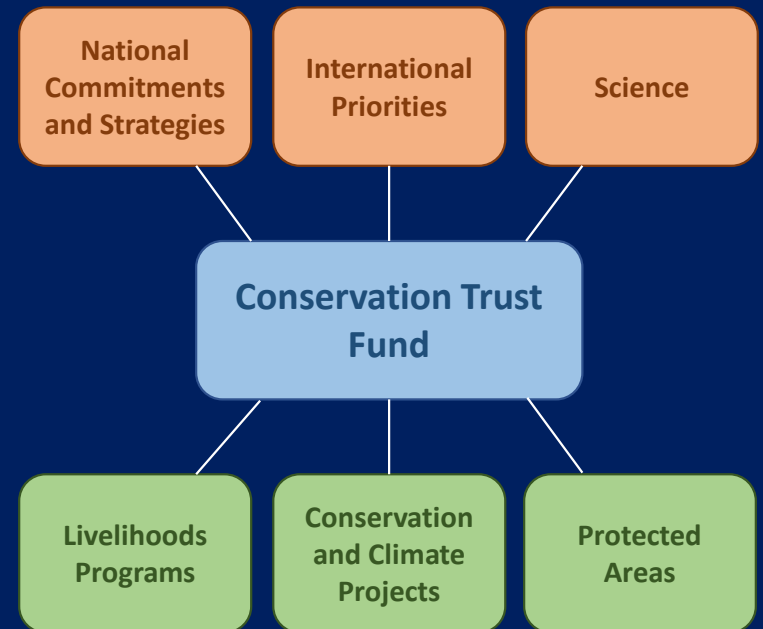 National
Commitments
and Strategies
International
Priorities
Science
Conservation Trust
Fund
Livelihoods
Programs
Conservation
and Climate
Projects
Protected
Areas